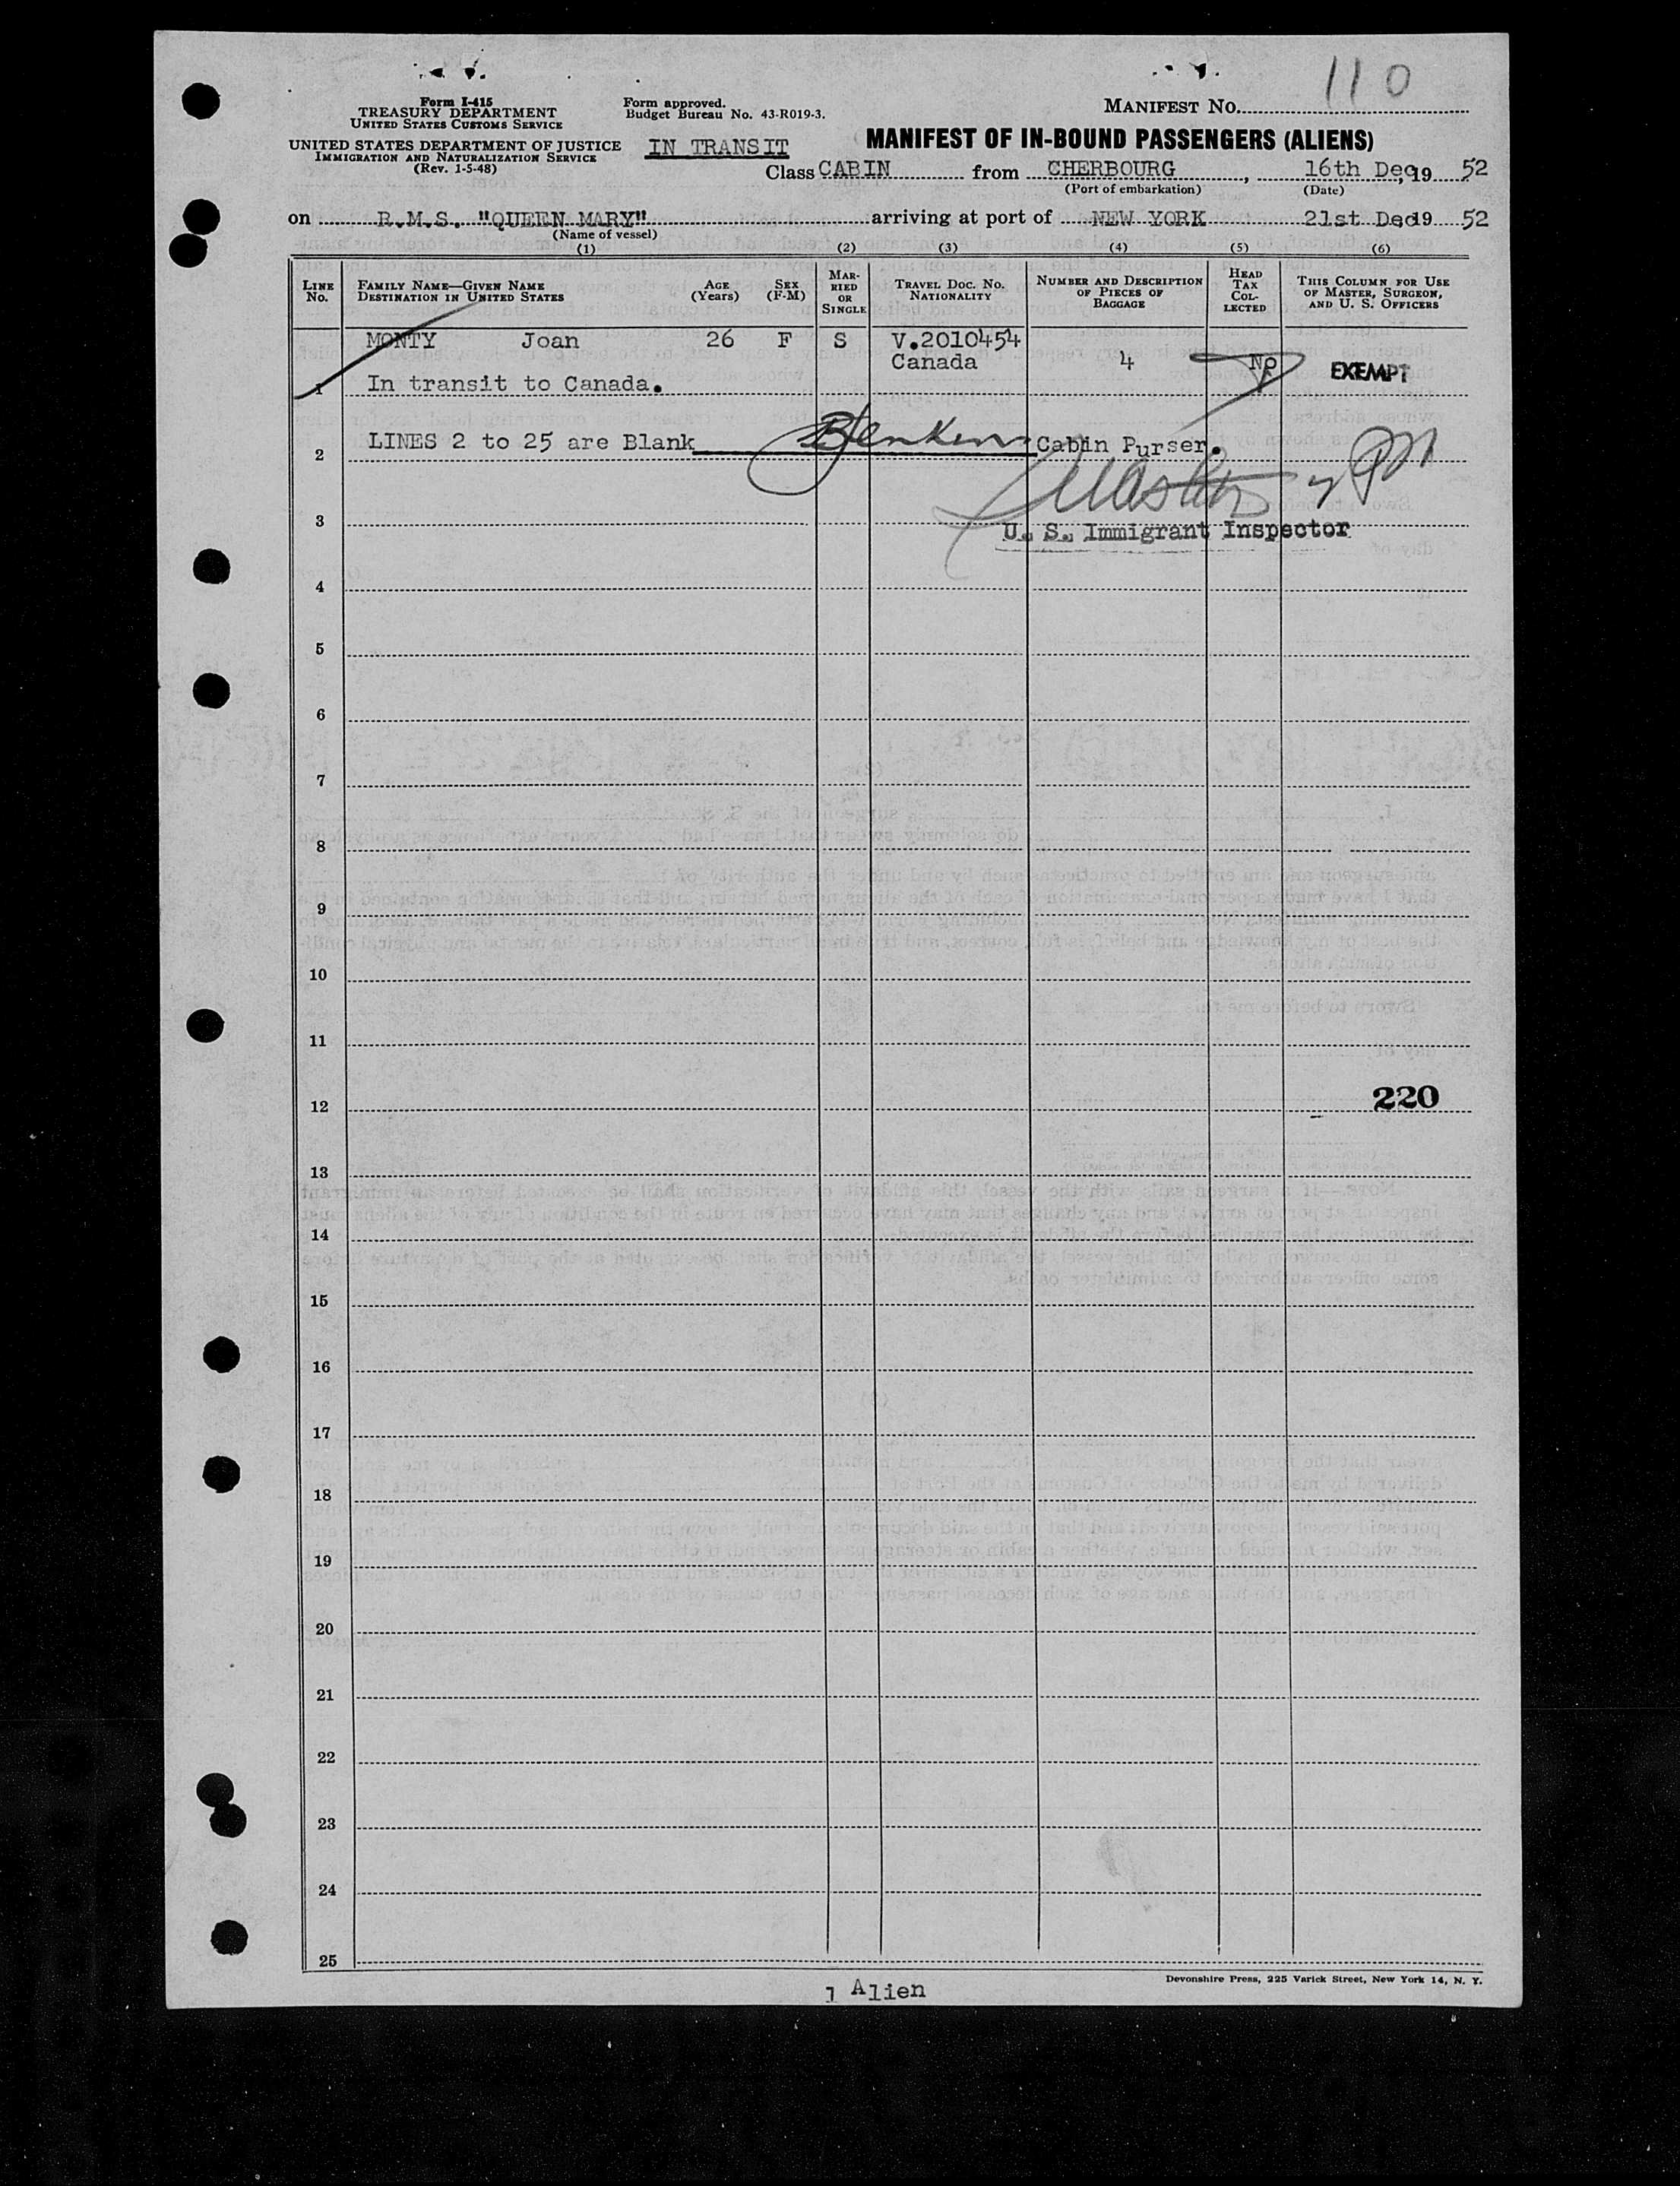 110
Form I-415
TREASURY DEPARTMENT
UNITED STATES CUSTOMS SERVICE
Form approved.
Budget Bureau No. 43-R019-3.
MANIFEST No.
UNITED STATES DEPARTMENT OF JUSTICE
IMMIGRATION AND NATURALIZATION SERVICE
(Rev. 1-5-48)
IN TRANSIT
MANIFEST OF IN-BOUND PASSENGERS (ALIENS)
Class CABIN from CHERBOURG, 16th Dec, 19 52
(Port of embarkation) (Date)
on R.M.S. "QUEEN MARY" arriving at port of NEW YORK 21st Dec 19 52
(Name of vessel)
(1) (2) (3) (4) (5) (6)
LINE No.
FAMILY NAME—GIVEN NAME
DESTINATION IN UNITED STATES
AGE (Years)
SEX (F-M)
MARRIED OR SINGLE
TRAVEL DOC. NO.
NATIONALITY
NUMBER AND DESCRIPTION OF PIECES OF BAGGAGE
HEAD TAX COLLECTED
THIS COLUMN FOR USE OF MASTER, SURGEON, AND U. S. OFFICERS
MONTY Joan 26 F S V.2010454
Canada 4 No EXEMPT
1 In transit to Canada.
2 LINES 2 to 25 are Blank Cabin Purser.
3
U. S. Immigrant Inspector
4
5
6
7
8
9
10
11
12 220
13
14
15
16
17
18
19
20
21
22
23
24
25
Devonshire Press, 225 Varick Street, New York 14, N. Y.
1 Alien